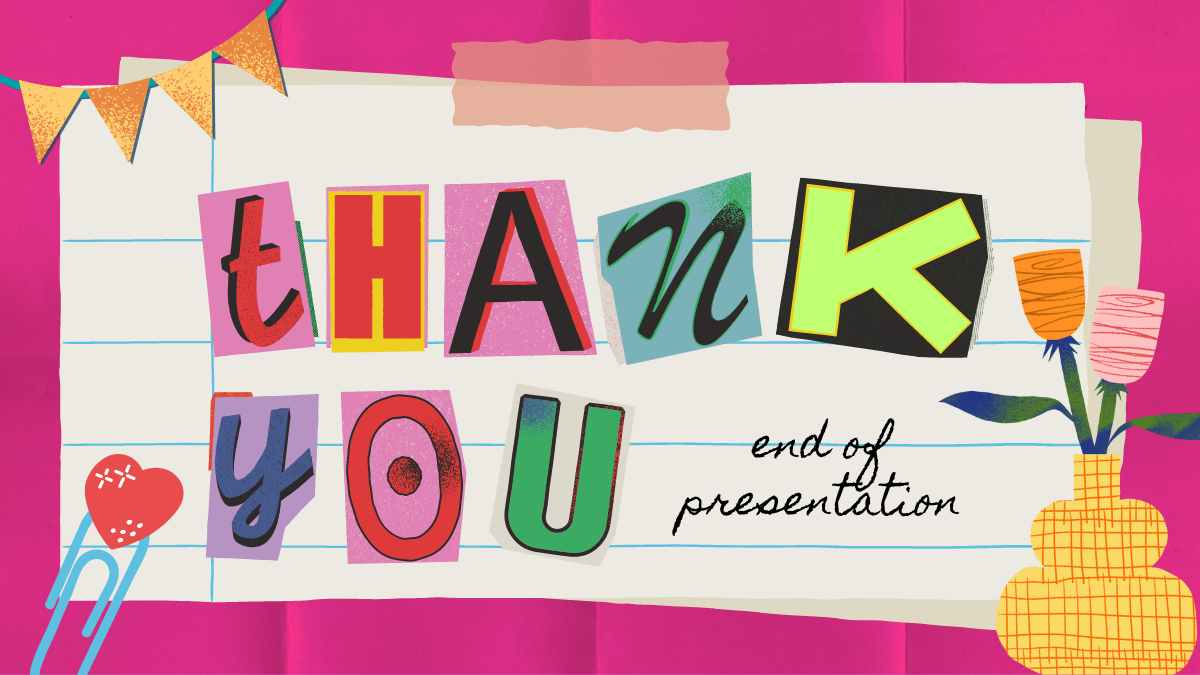 tHAnK
yOU
end of
presentation